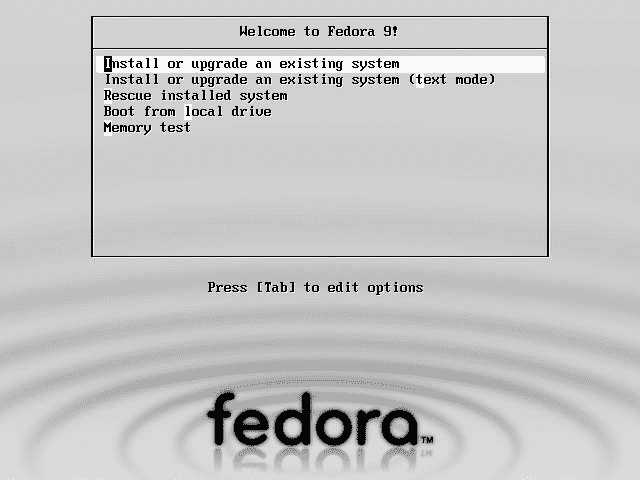 Welcome to Fedora 9!
Install or upgrade an existing system
Install or upgrade an existing system (text mode)
Rescue installed system
Boot from local drive
Memory test
Press [Tab] to edit options
fedora™